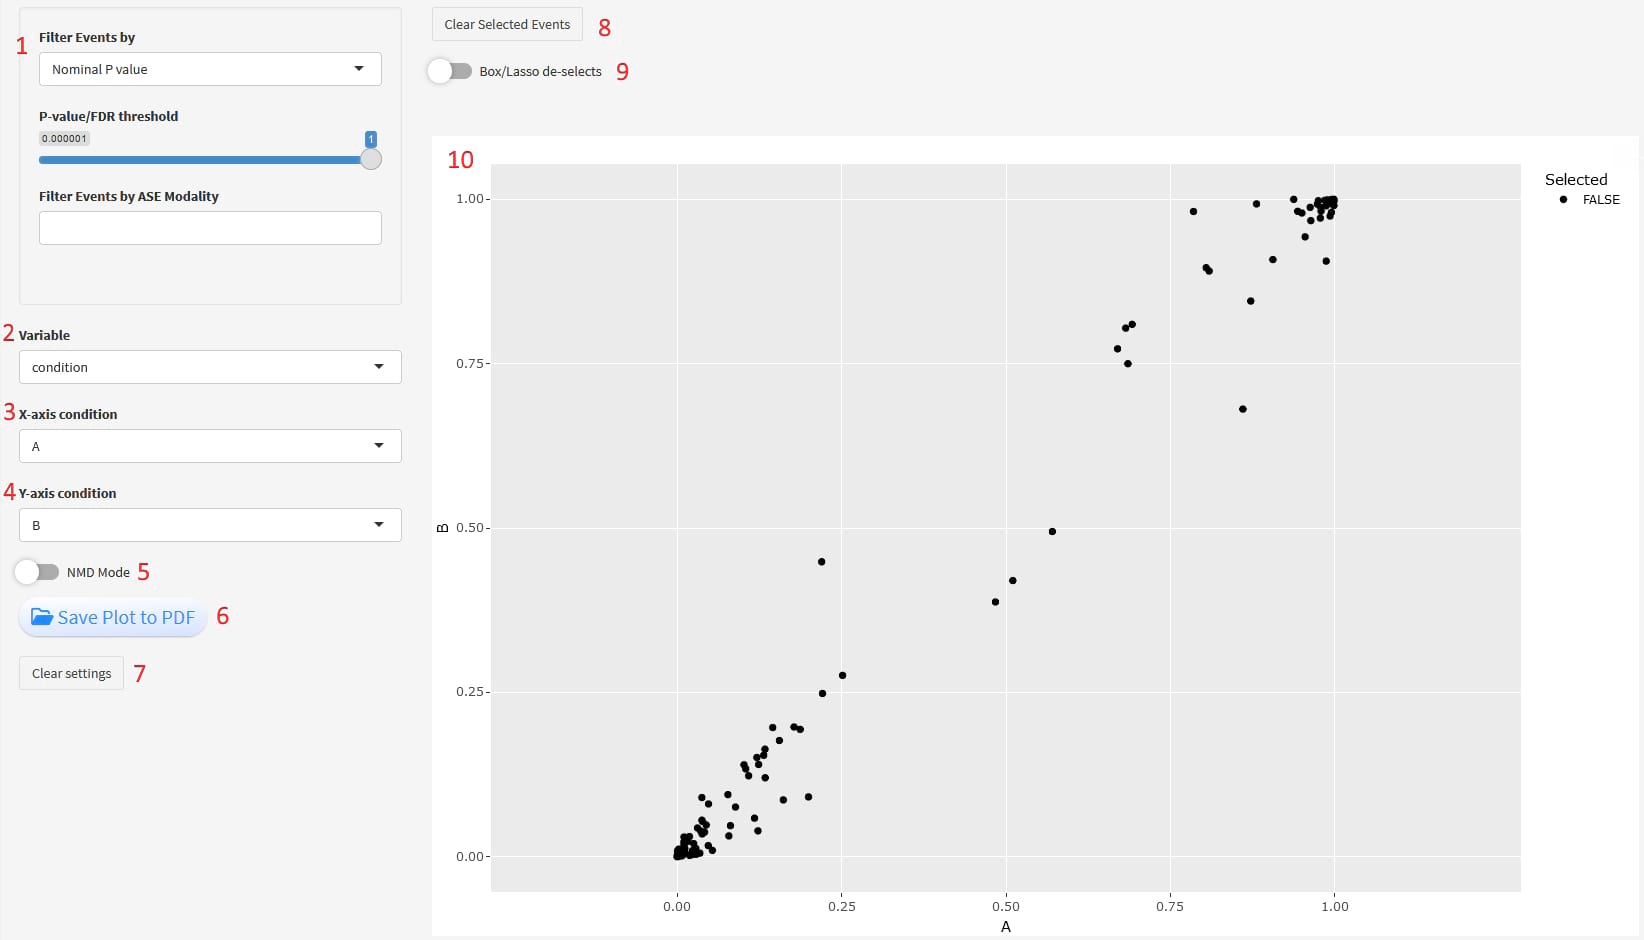 1
Filter Events by
Nominal P value
P-value/FDR threshold
0.000001
1
Filter Events by ASE Modality
2 Variable
condition
3 X-axis condition
A
4 Y-axis condition
B
NMD Mode 5
Save Plot to PDF 6
Clear settings 7
Clear Selected Events 8
Box/Lasso de-selects 9
10
1.00
0.75
0.50
0.25
0.00
B
0.00 0.25 0.50 0.75 1.00
A
Selected
FALSE